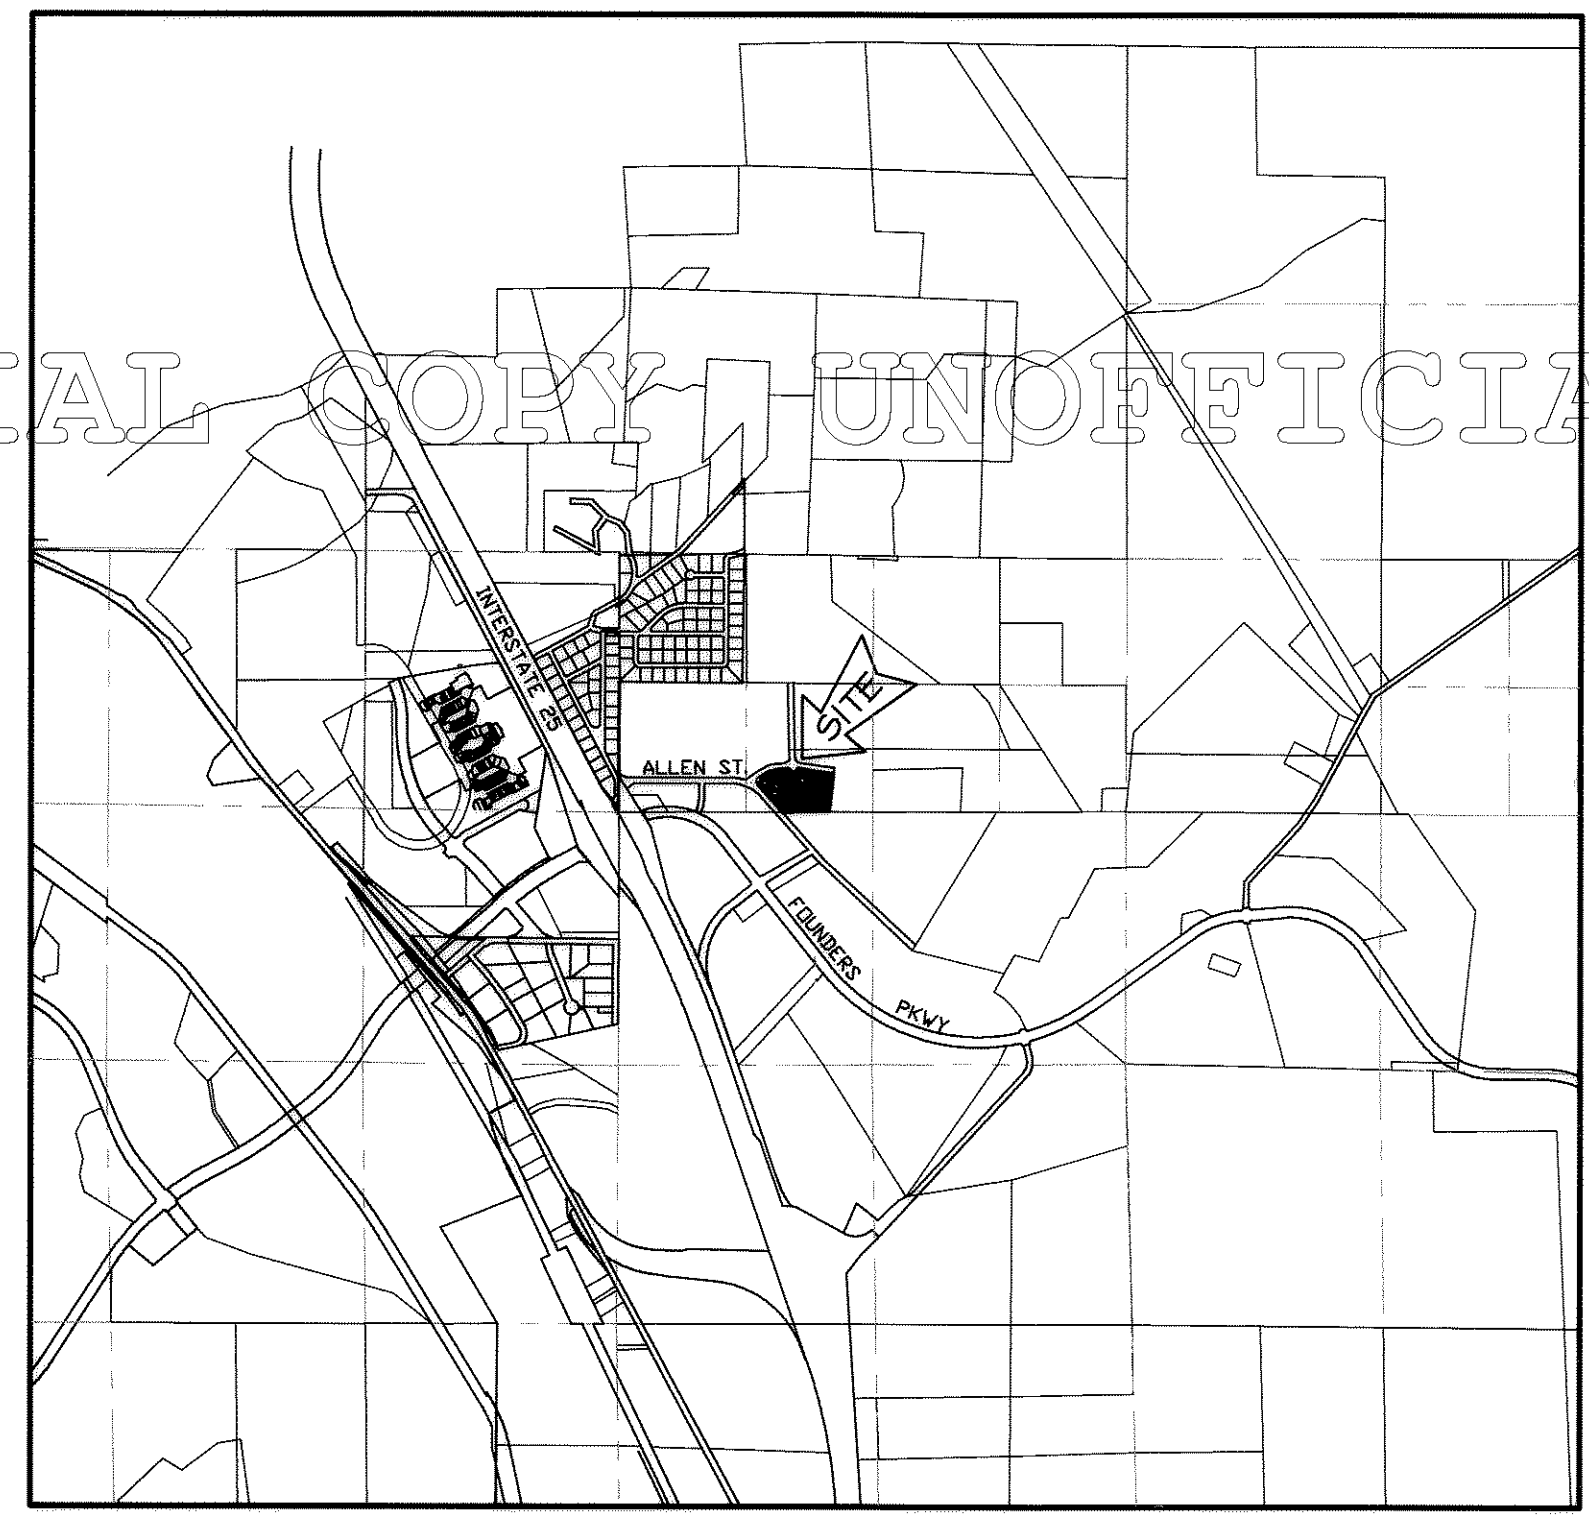 IAL COPY UNOFFICIA
INTERSTATE 25
SITE
ALLEN ST.
FOUNDERS
PKWY